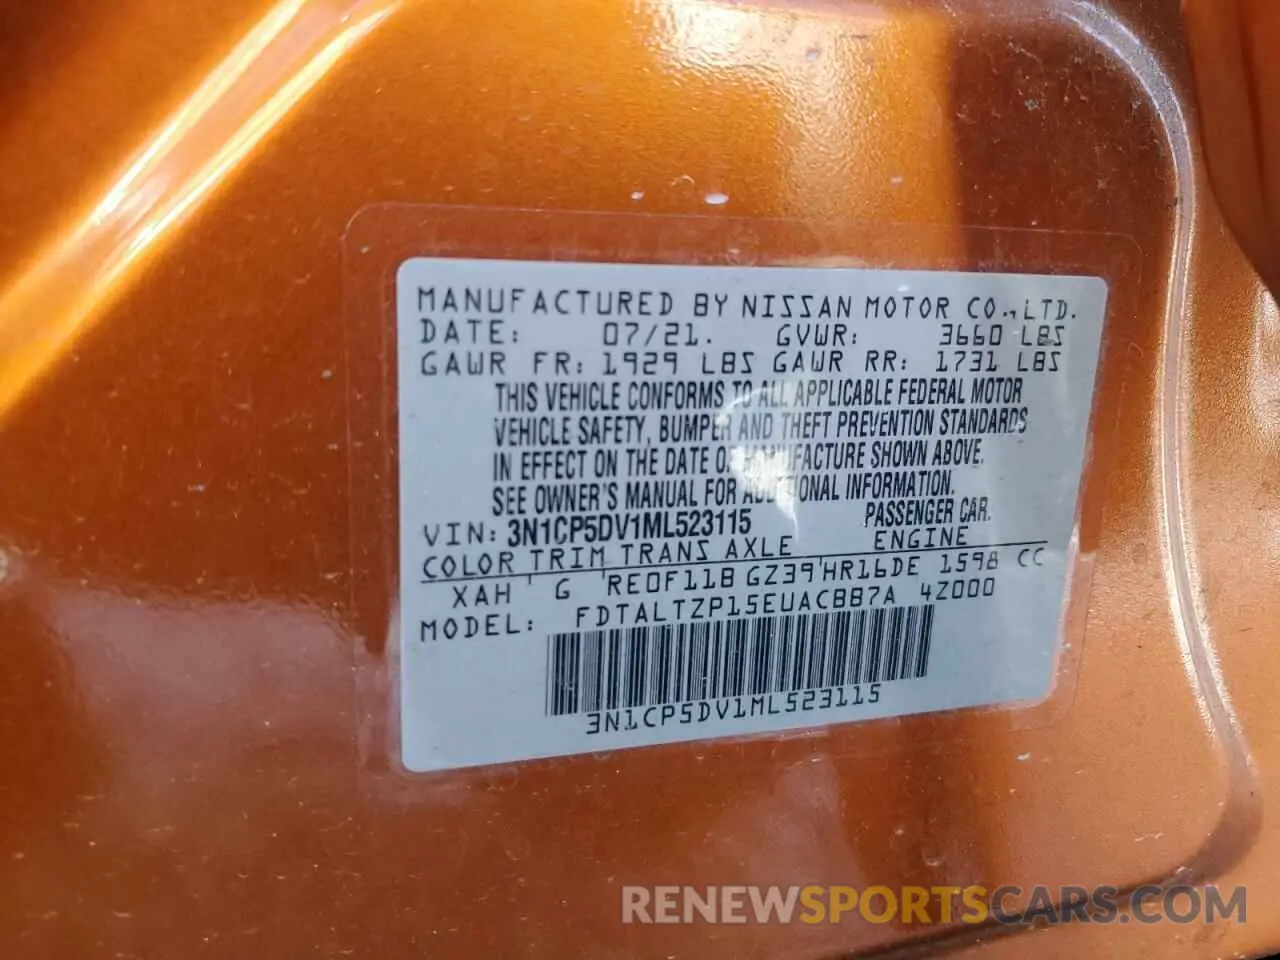 MANUFACTURED BY NISSAN MOTOR CO.,LTD.
DATE: 07/21. GVWR: 3660 LBS
GAWR FR: 1929 LBS GAWR RR: 1731 LBS
THIS VEHICLE CONFORMS TO ALL APPLICABLE FEDERAL MOTOR
VEHICLE SAFETY, BUMPER AND THEFT PREVENTION STANDARDS
IN EFFECT ON THE DATE OF MANUFACTURE SHOWN ABOVE.
SEE OWNER'S MANUAL FOR ADDITIONAL INFORMATION.
VIN: 3N1CP5DV1ML523115 PASSENGER CAR.
COLOR TRIM TRANS AXLE ENGINE
XAH G RE0F11B GZ39 HR16DE 1598 CC
MODEL: FDTALTZP15EUACBB7A 4Z000
3N1CP5DV1ML523115
RENEWSPORTSCARS.COM